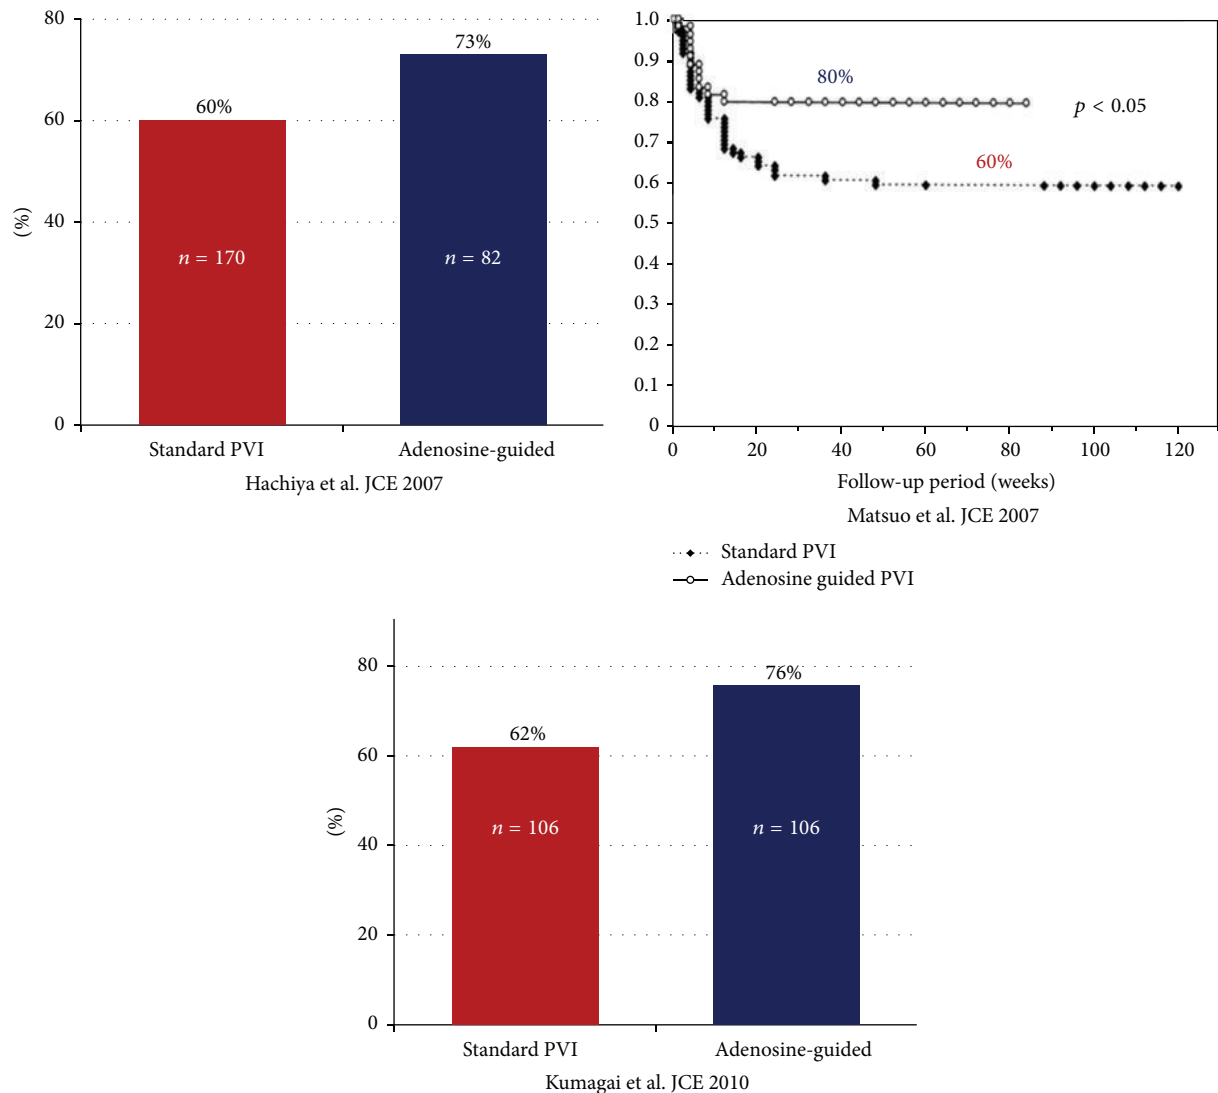 80
73%
60%
60
(%)
40
n = 170
n = 82
20
0
Standard PVI
Adenosine-guided
Hachiya et al. JCE 2007
1.0
0.9
80%
0.8
p < 0.05
0.7
60%
0.6
0.5
0.4
0.3
0.2
0.1
0
0 20 40 60 80 100 120
Follow-up period (weeks)
Matsuo et al. JCE 2007
Standard PVI
Adenosine guided PVI
80
76%
62%
60
(%)
n = 106
n = 106
40
20
0
Standard PVI
Adenosine-guided
Kumagai et al. JCE 2010